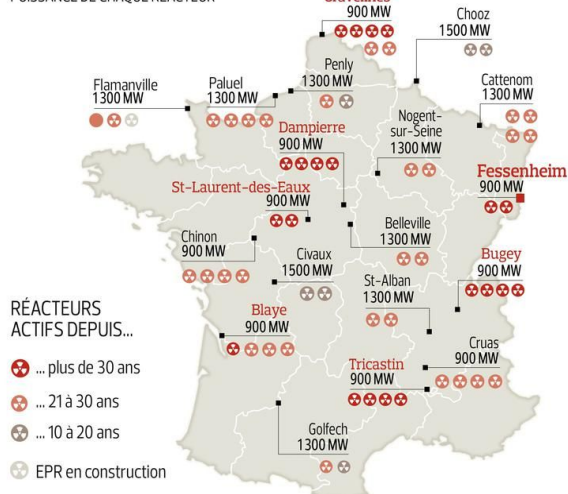 PUISSANCE DE CHAQUE RÉACTEUR
Gravelines
900 MW
Chooz
1500 MW
Penly
1300 MW
Flamanville
1300 MW
Paluel
1300 MW
Cattenom
1300 MW
Nogent-
sur-Seine
1300 MW
Dampierre
900 MW
Fessenheim
900 MW
St-Laurent-des-Eaux
900 MW
Belleville
1300 MW
Chinon
900 MW
Civaux
1500 MW
Bugey
900 MW
St-Alban
1300 MW
Blaye
900 MW
Cruas
900 MW
Tricastin
900 MW
Golfech
1300 MW
RÉACTEURS
ACTIFS DEPUIS...
... plus de 30 ans
... 21 à 30 ans
... 10 à 20 ans
EPR en construction